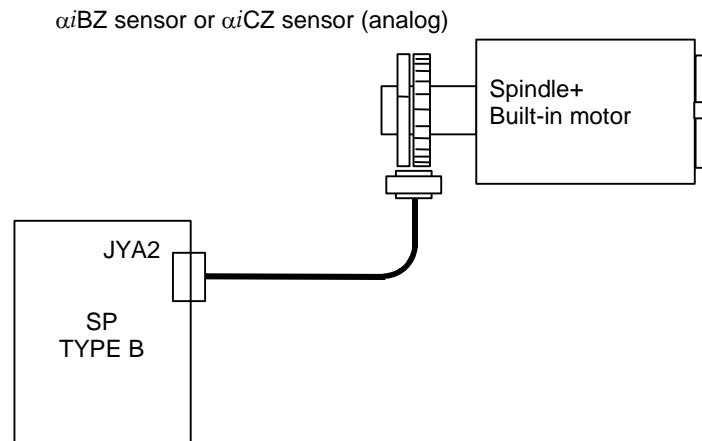 αiBZ sensor or αiCZ sensor (analog)
Spindle+
Built-in motor
JYA2
SP
TYPE B